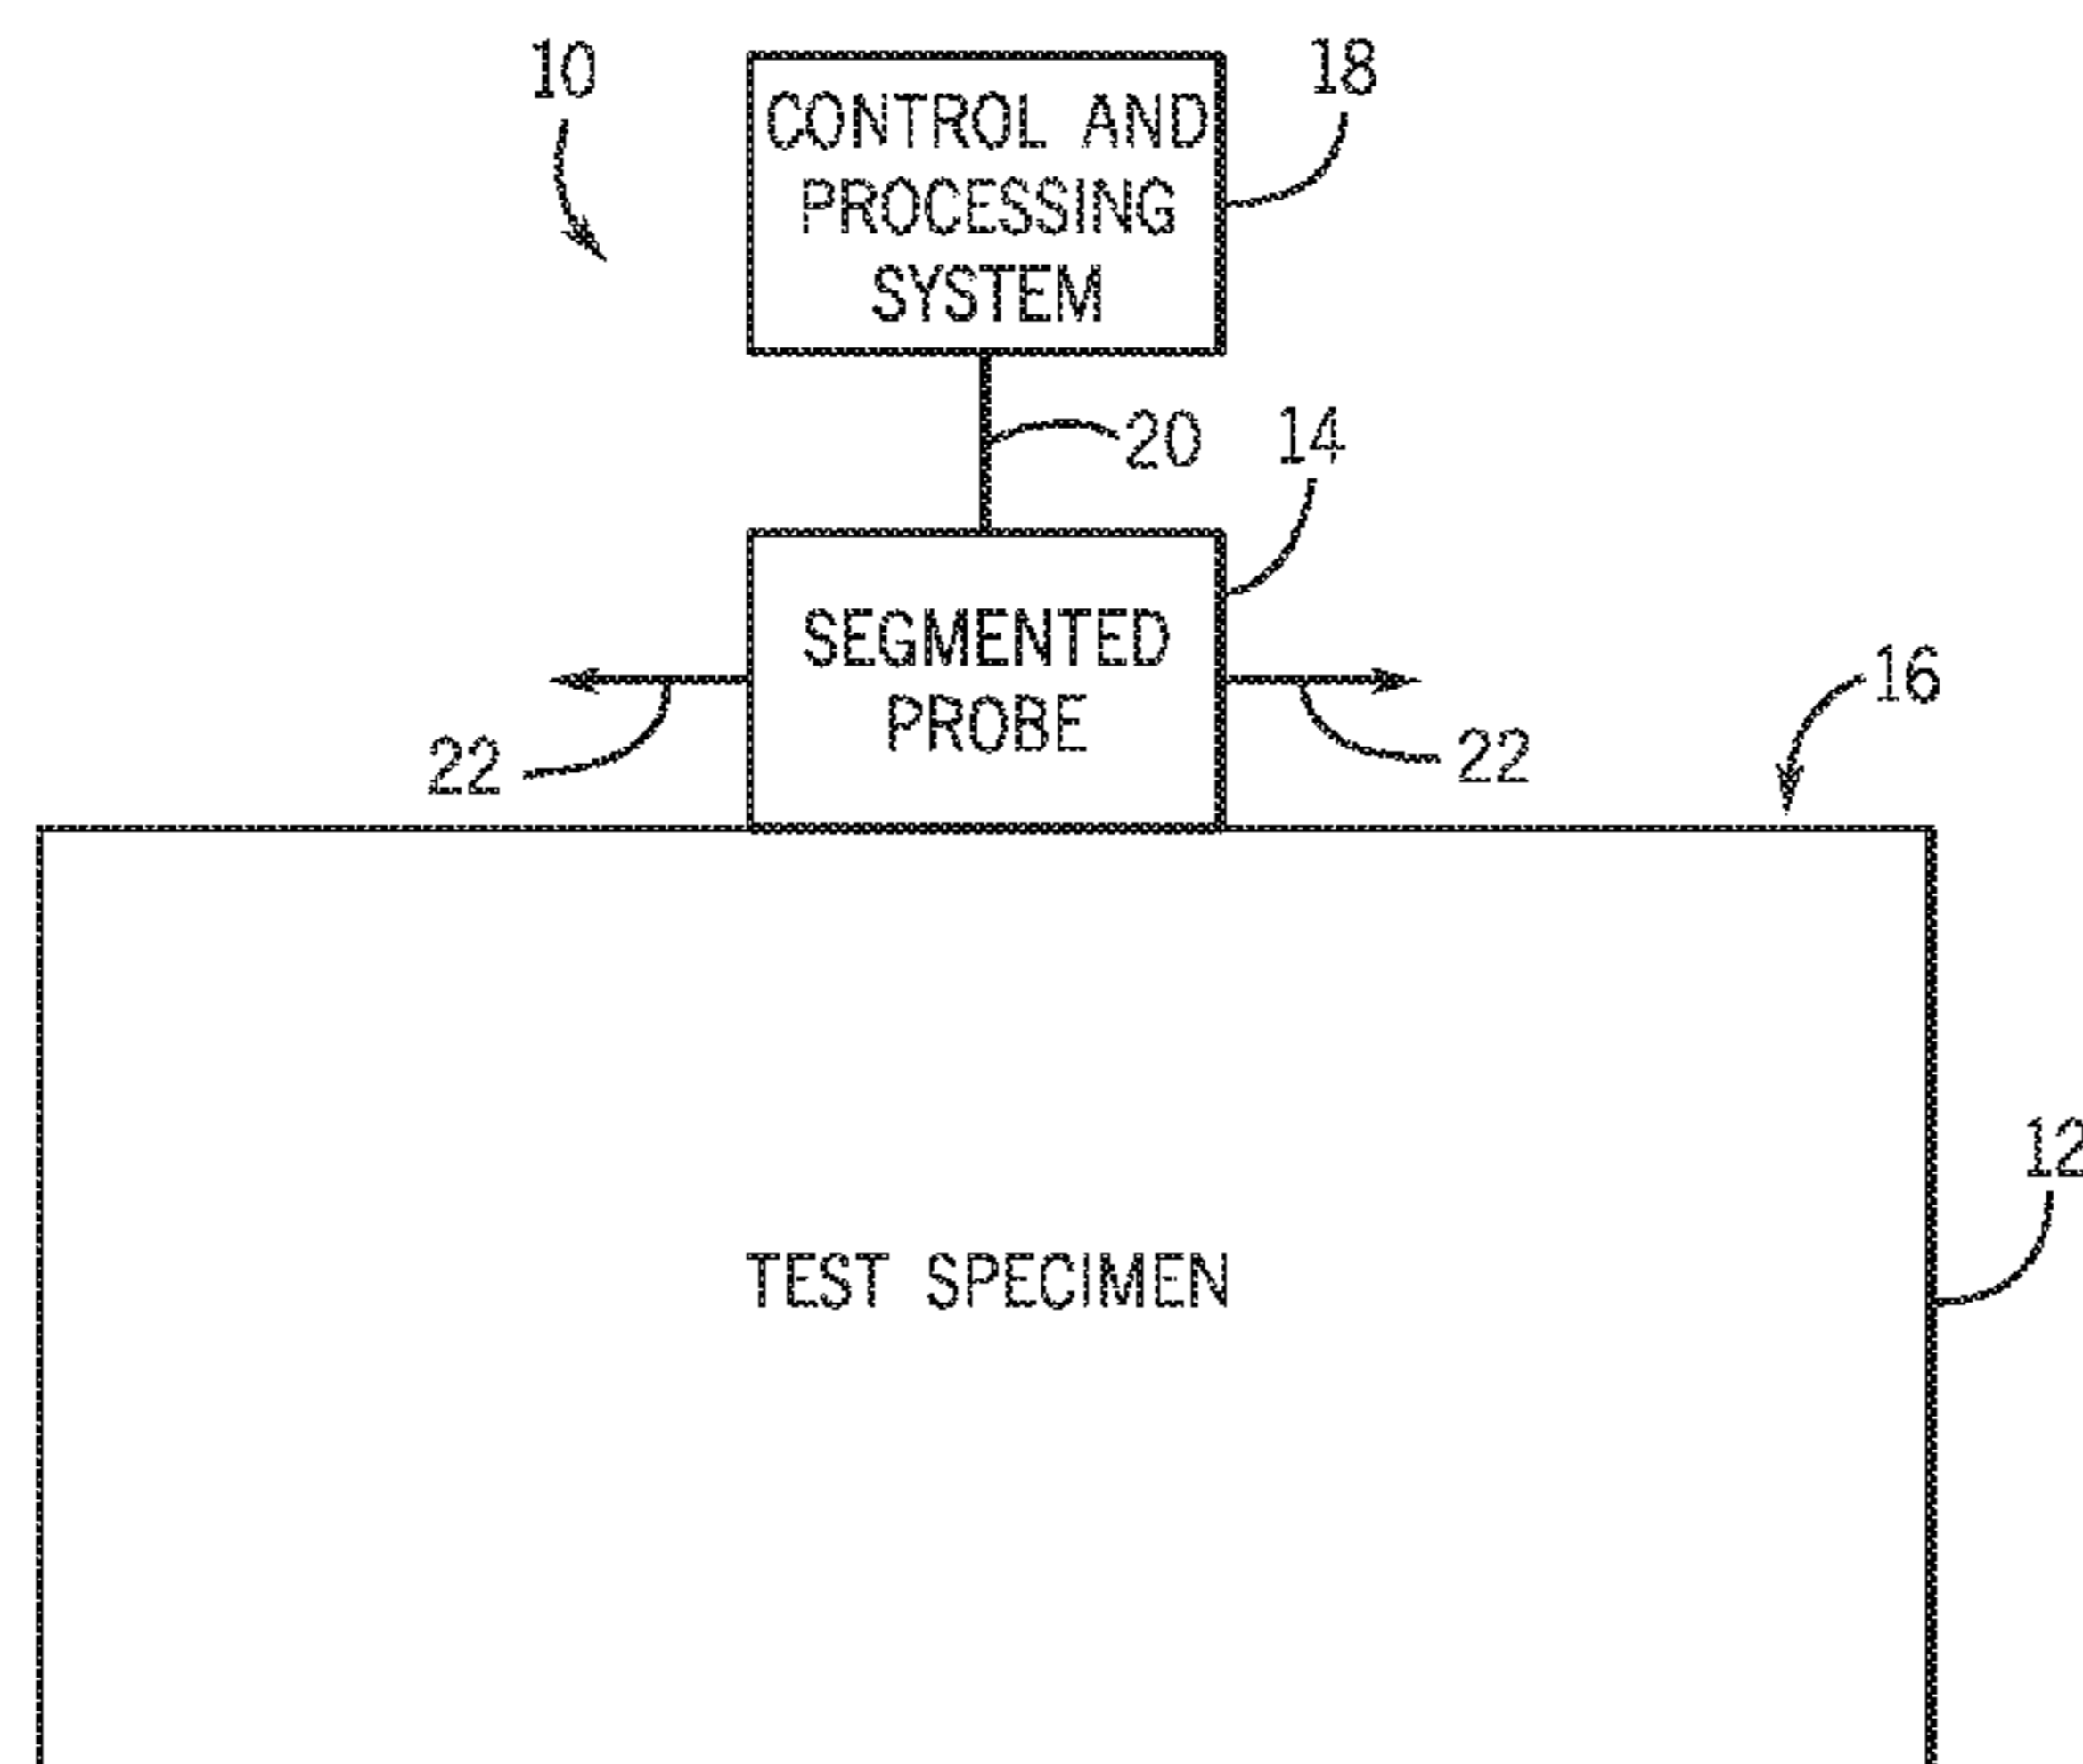 10
18
CONTROL AND
PROCESSING
SYSTEM
20
14
SEGMENTED
PROBE
16
22
22
12
TEST SPECIMEN